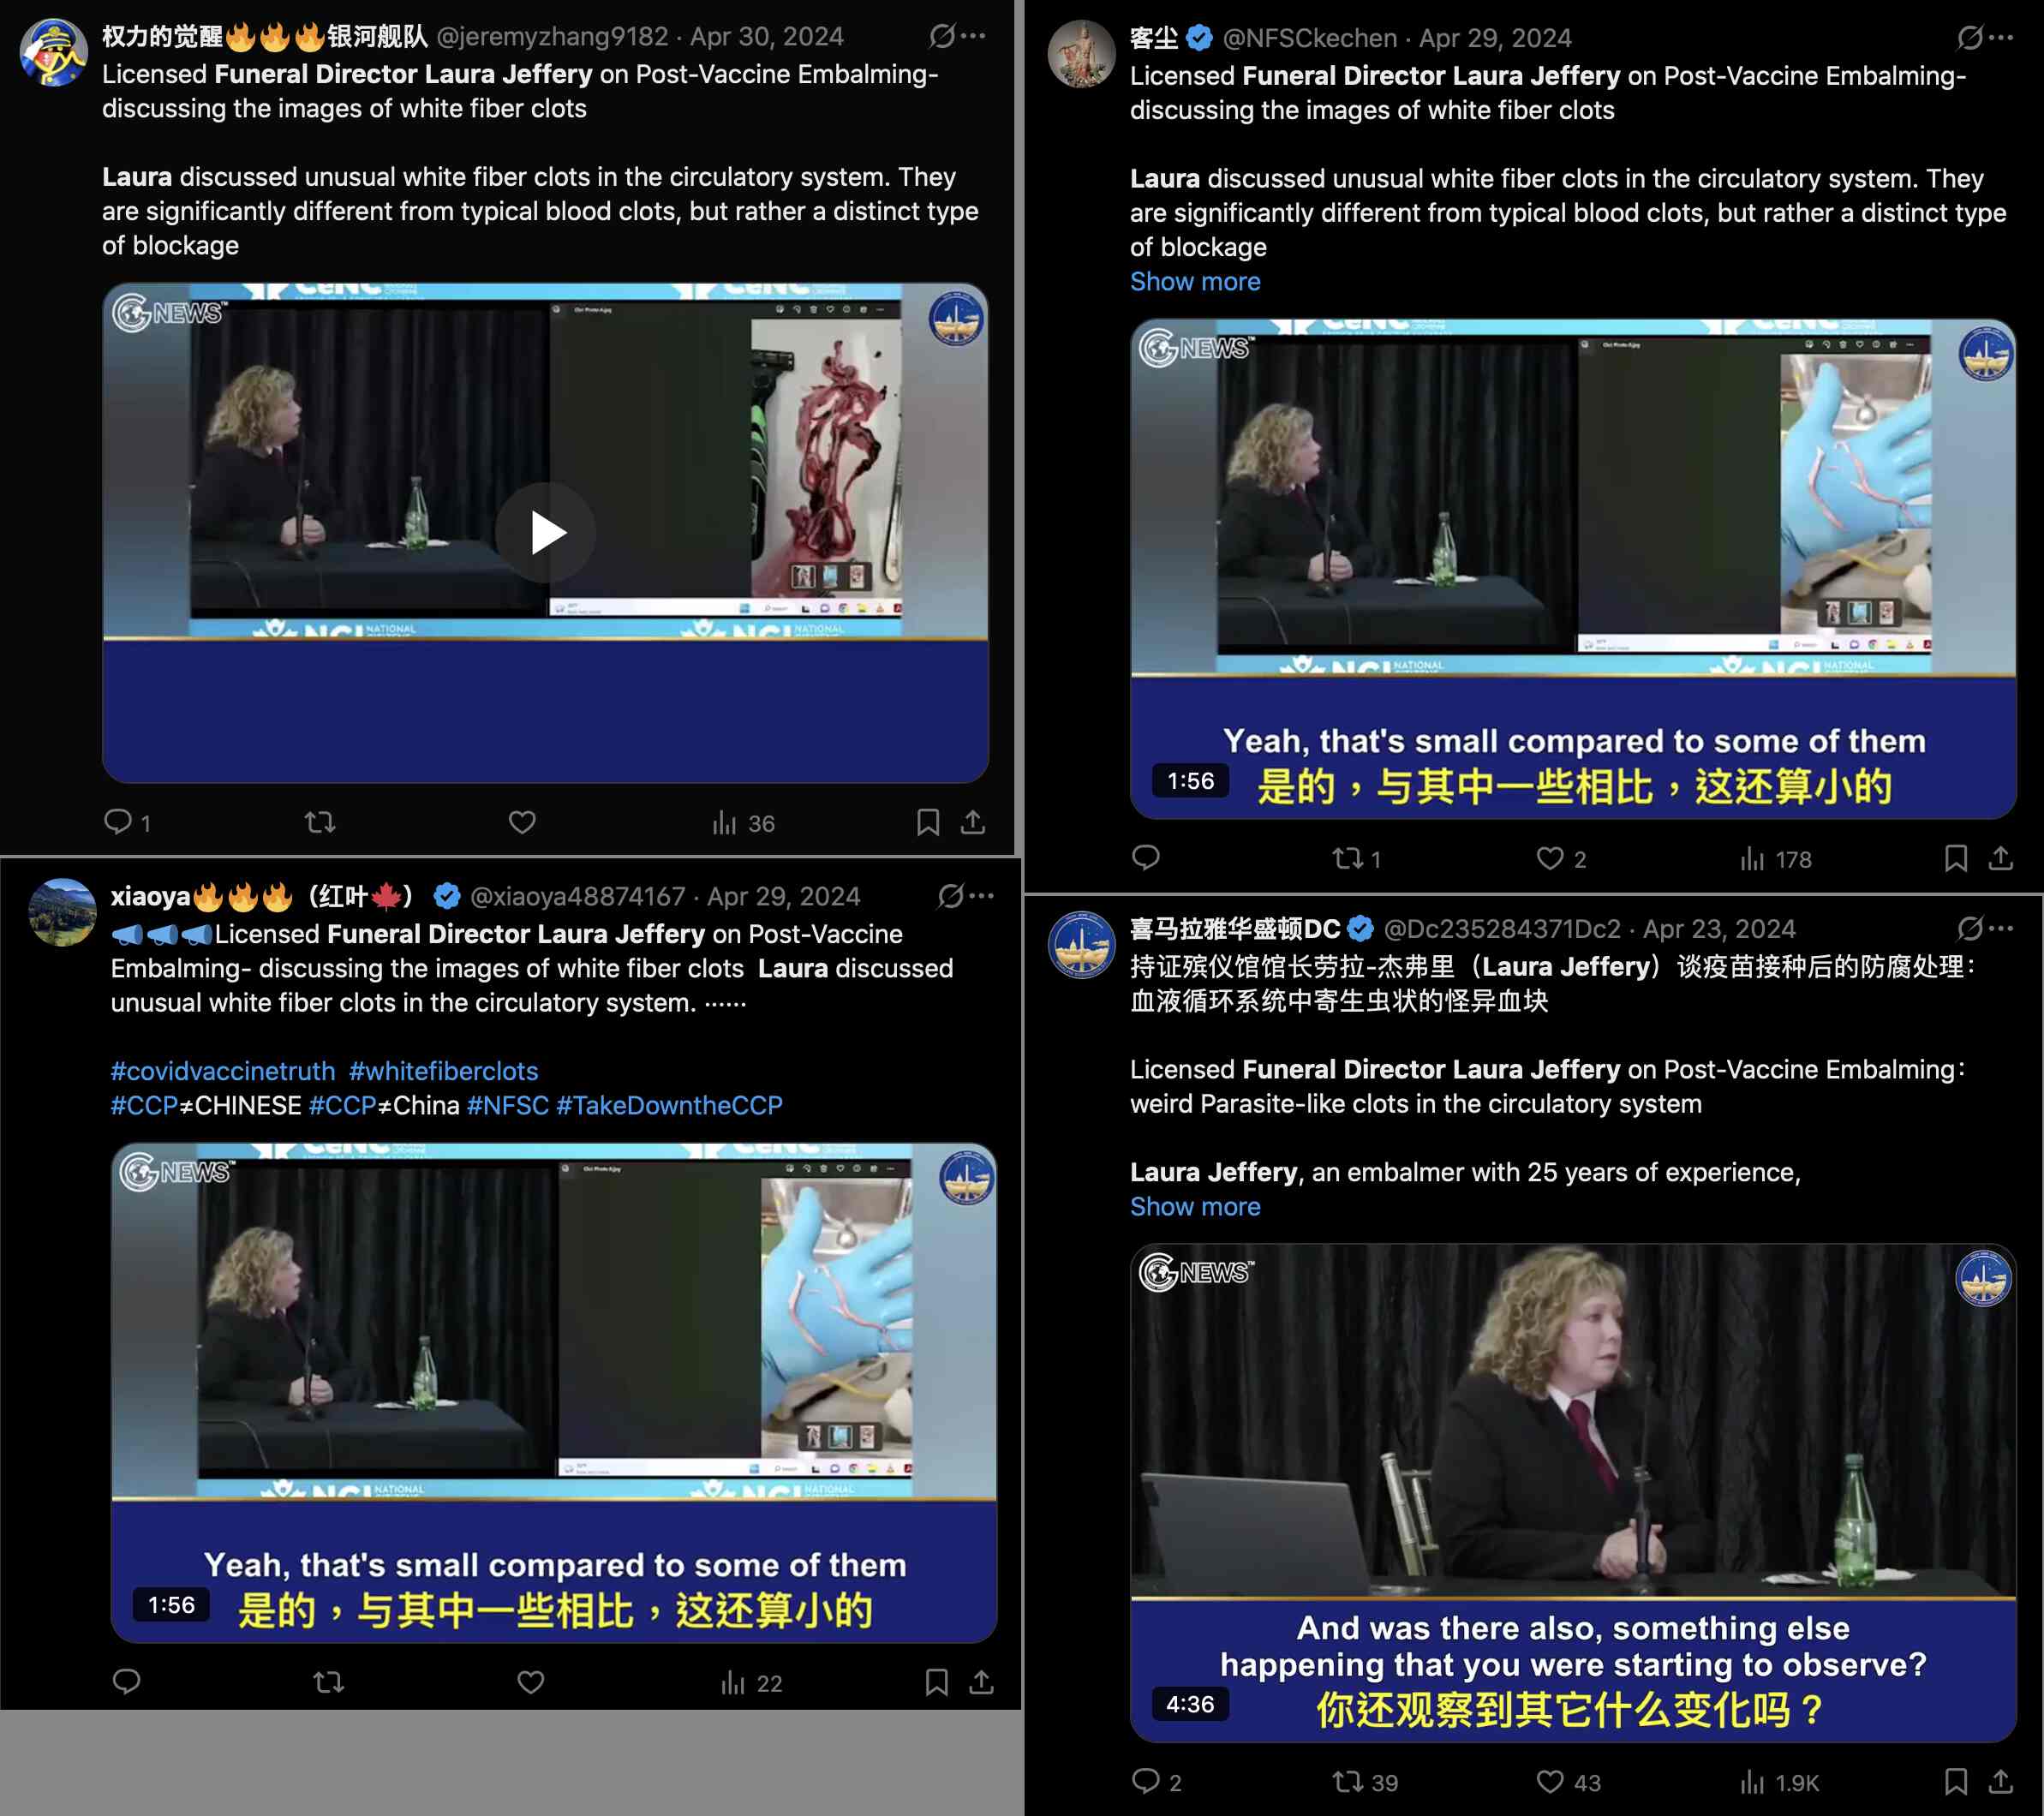 权力的觉醒🔥🔥🔥银河舰队 @jeremyzhang9182 · Apr 30, 2024
Licensed Funeral Director Laura Jeffery on Post-Vaccine Embalming-
discussing the images of white fiber clots
Laura discussed unusual white fiber clots in the circulatory system. They
are significantly different from typical blood clots, but rather a distinct type
of blockage
GNEWS™
NCI NATIONAL
NCI NATIONAL
1
36
客尘 @NFSCkechen · Apr 29, 2024
Licensed Funeral Director Laura Jeffery on Post-Vaccine Embalming-
discussing the images of white fiber clots
Laura discussed unusual white fiber clots in the circulatory system. They
are significantly different from typical blood clots, but rather a distinct type
of blockage
Show more
GNEWS™
NCI NATIONAL
NCI NATIONAL
Yeah, that's small compared to some of them
1:56
是的，与其中一些相比，这还算小的
1
2
178
xiaoya🔥🔥🔥（红叶🍁） @xiaoya48874167 · Apr 29, 2024
📣📣📣Licensed Funeral Director Laura Jeffery on Post-Vaccine
Embalming- discussing the images of white fiber clots Laura discussed
unusual white fiber clots in the circulatory system. ······
#covidvaccinetruth #whitefiberclots
#CCP≠CHINESE #CCP≠China #NFSC #TakeDowntheCCP
GNEWS™
NCI NATIONAL
NCI NATIONAL
Yeah, that's small compared to some of them
1:56
是的，与其中一些相比，这还算小的
22
喜马拉雅华盛顿DC @Dc235284371Dc2 · Apr 23, 2024
持证殡仪馆馆长劳拉-杰弗里（Laura Jeffery）谈疫苗接种后的防腐处理：
血液循环系统中寄生虫状的怪异血块
Licensed Funeral Director Laura Jeffery on Post-Vaccine Embalming：
weird Parasite-like clots in the circulatory system
Laura Jeffery, an embalmer with 25 years of experience,
Show more
GNEWS™
And was there also, something else
happening that you were starting to observe?
4:36
你还观察到其它什么变化吗？
2
39
43
1.9K